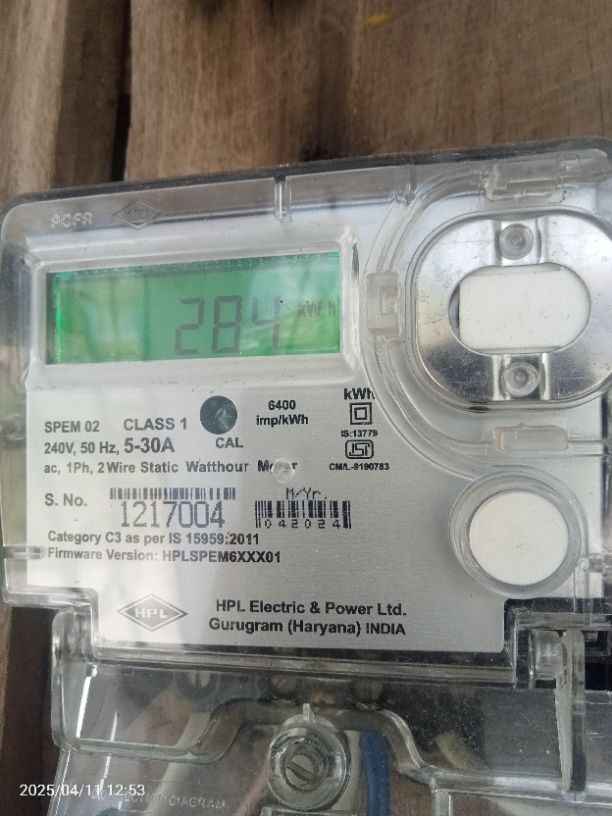 PCFR HPL
284 kWh
SPEM 02 CLASS 1
240V, 50 Hz, 5-30A
CAL
6400
imp/kWh
kWh
IS:13779
CM/L-9190783
ac, 1Ph, 2 Wire Static Watthour Meter
S. No. 1217004
M/Yr.
042024
Category C3 as per IS 15959:2011
Firmware Version: HPLSPEM6XXX01
HPL
HPL Electric & Power Ltd.
Gurugram (Haryana) INDIA
DIAGRAM
2025/04/11 12:53